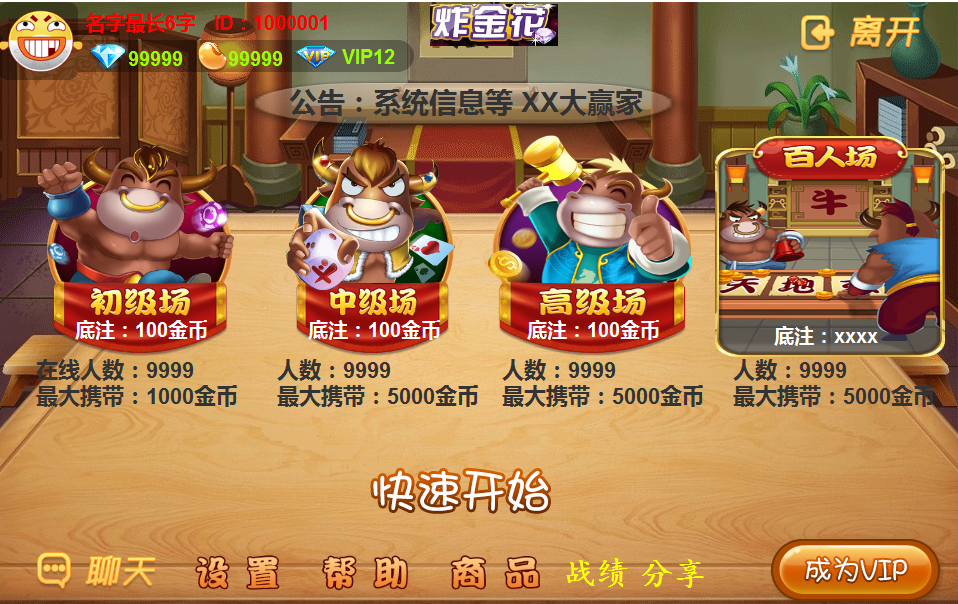 名字最长6字 ID：1000001
炸金花
离开
99999 99999 VIP VIP12
公告：系统信息等 XX大赢家
百人场
牛
天 地
初级场
底注：100金币
中级场
底注：100金币
高级场
底注：100金币
底注：xxxx
在线人数：9999
最大携带：1000金币
人数：9999
最大携带：5000金币
人数：9999
最大携带：5000金币
人数：9999
最大携带：5000金币
快速开始
聊天 设置 帮助 商品 战绩 分享
成为VIP